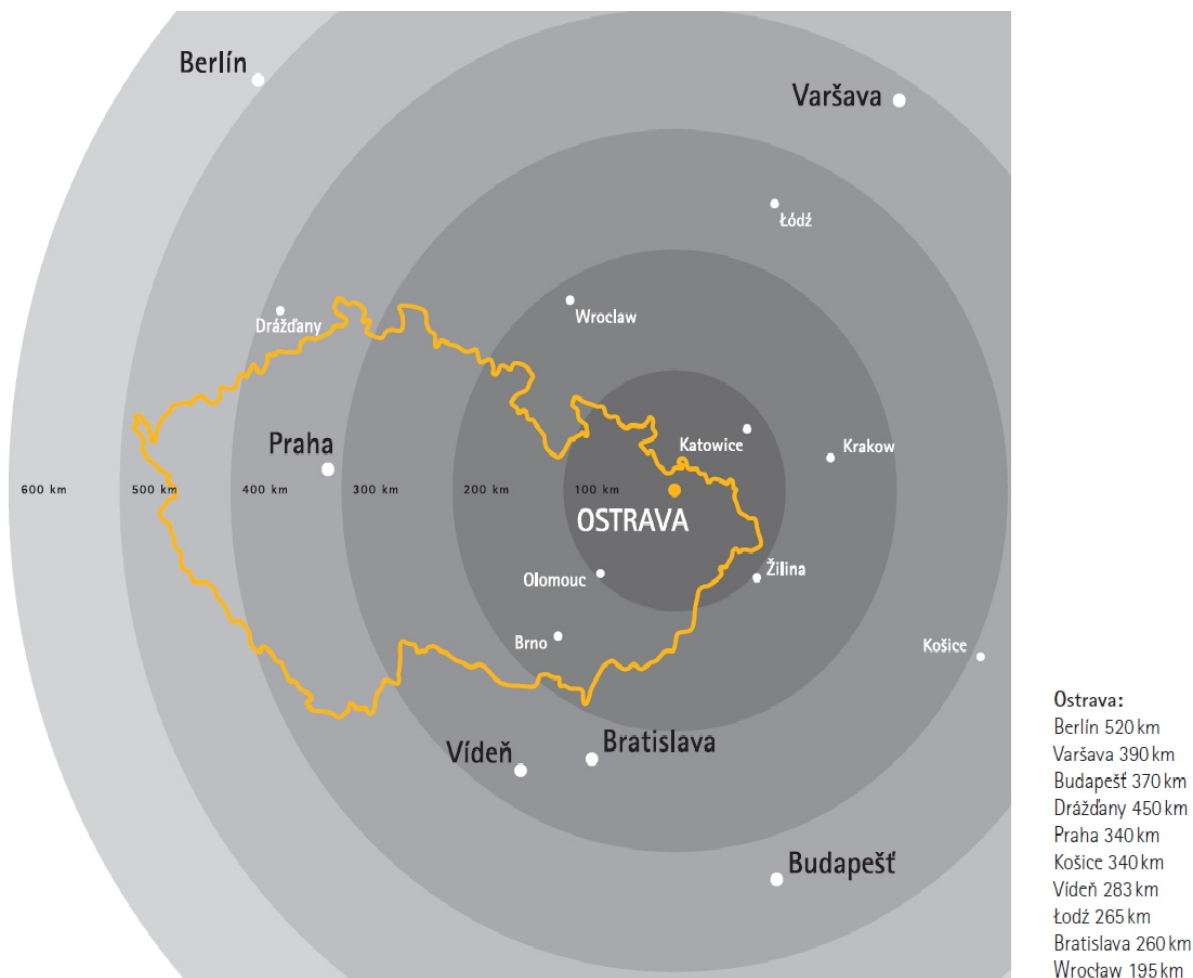 Berlín
Varšava
Łódź
Wroclaw
Drážďany
Katowice
Krakow
Praha
600 km 500 km 400 km 300 km 200 km 100 km
OSTRAVA
Olomouc
Žilina
Brno
Košice
Vídeň
Bratislava
Budapešť
Ostrava:
Berlín 520 km
Varšava 390 km
Budapešť 370 km
Drážďany 450 km
Praha 340 km
Košice 340 km
Vídeň 283 km
Łodź 265 km
Bratislava 260 km
Wrocław 195 km